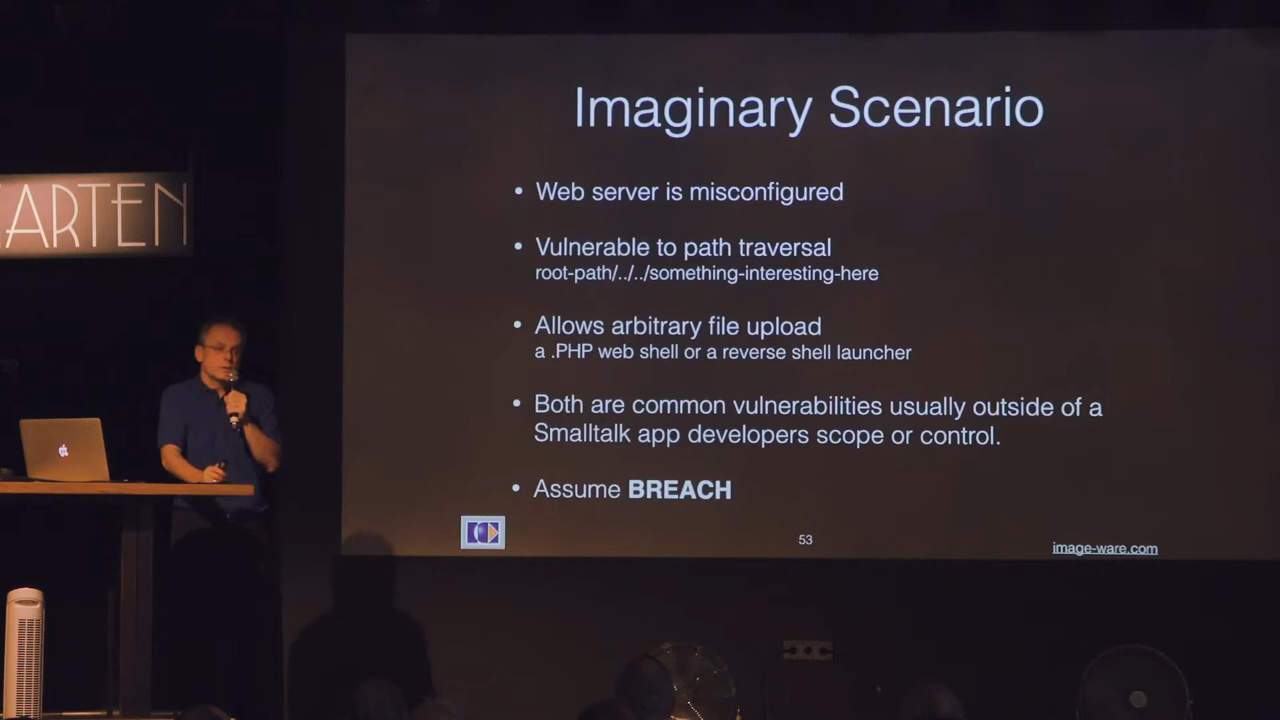 ARTEN
Imaginary Scenario
• Web server is misconfigured
• Vulnerable to path traversal
root-path/../../something-interesting-here
• Allows arbitrary file upload
a .PHP web shell or a reverse shell launcher
• Both are common vulnerabilities usually outside of a
Smalltalk app developers scope or control.
• Assume BREACH
53
image-ware.com